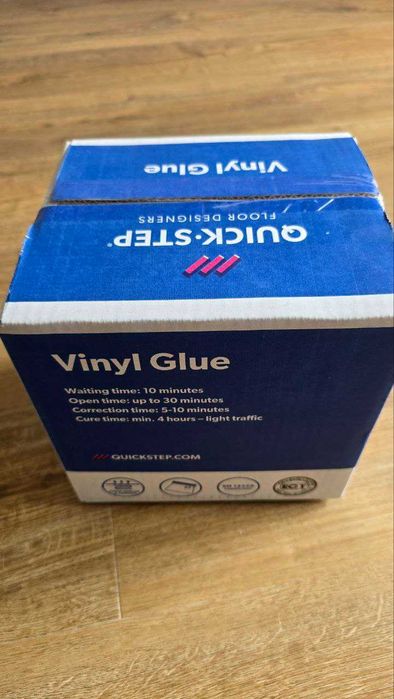 Vinyl Glue
QUICK•STEP®
FLOOR DESIGNERS
Vinyl Glue
Waiting time: 10 minutes
Open time: up to 30 minutes
Correction time: 5-10 minutes
Cure time: min. 4 hours – light traffic
QUICKSTEP.COM